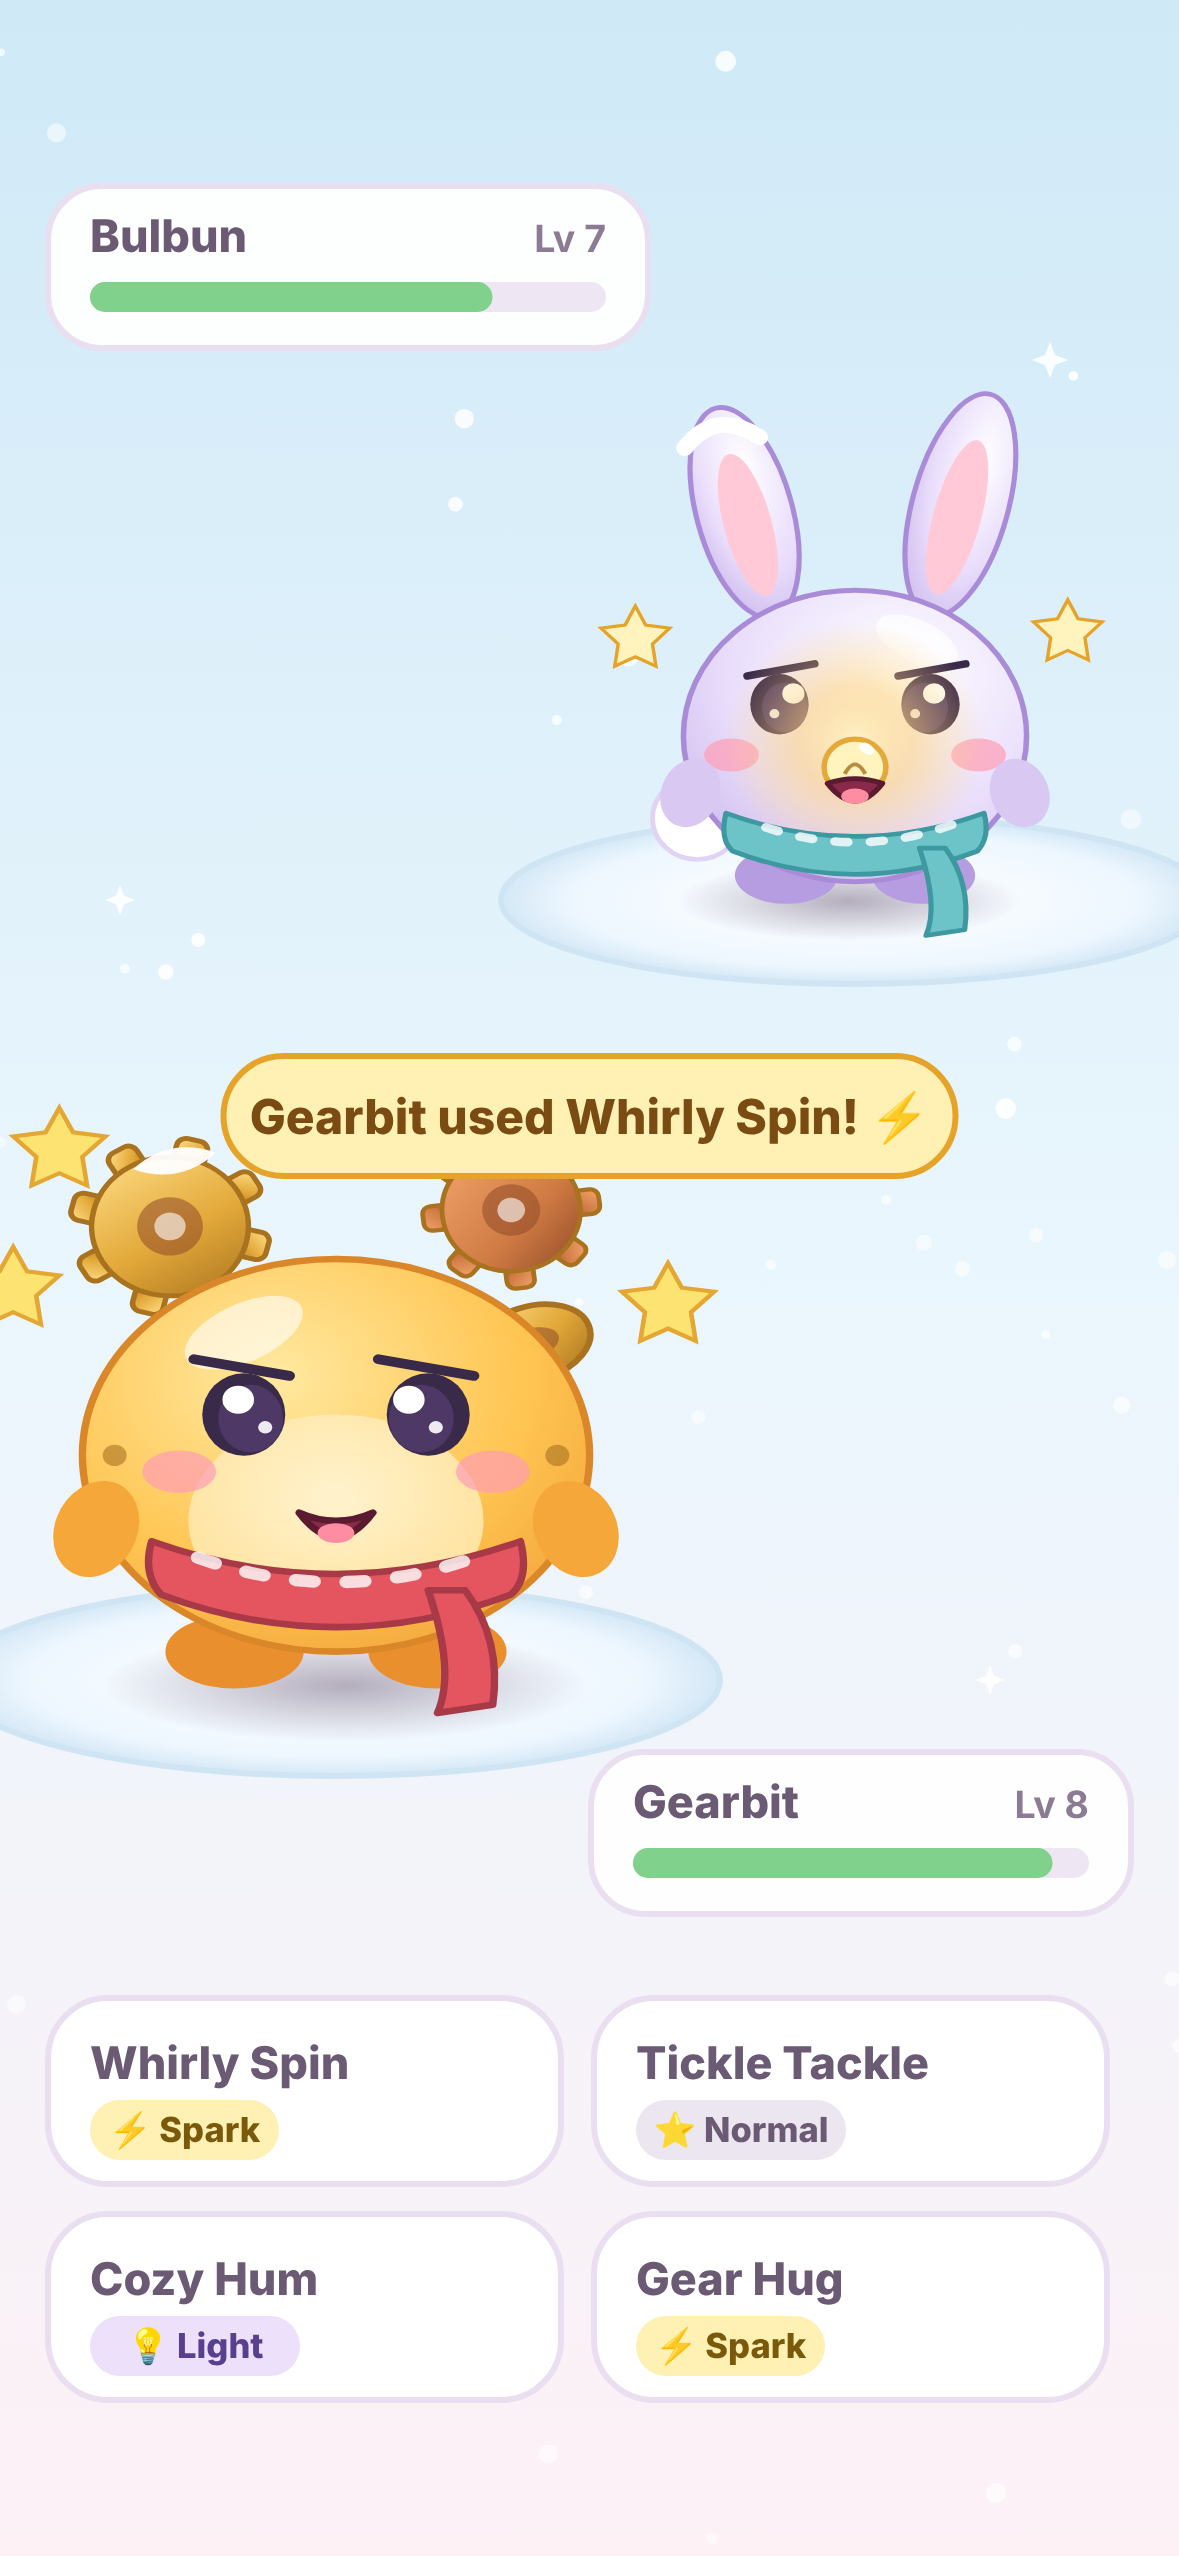 Bulbun Lv 7
Gearbit used Whirly Spin! ⚡
Gearbit Lv 8
Whirly Spin
⚡ Spark
Tickle Tackle
⭐ Normal
Cozy Hum
💡 Light
Gear Hug
⚡ Spark